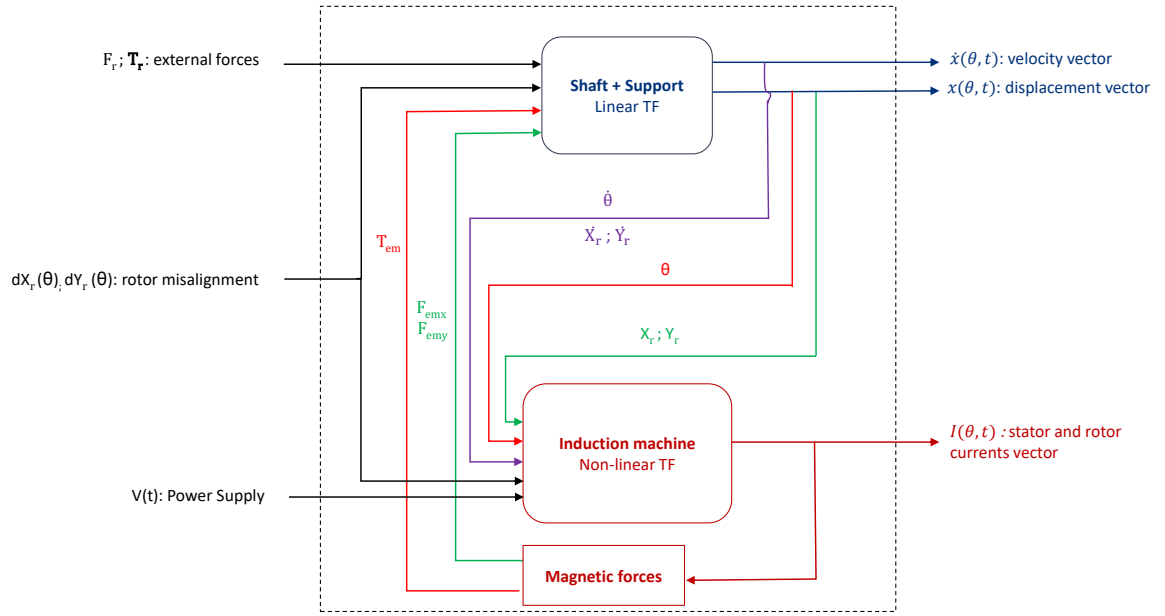 F_r ; T_r: external forces
Shaft + Support
Linear TF
ẋ(θ, t): velocity vector
x(θ, t): displacement vector
θ̇
Ẋ_r ; Ẏ_r
T_em
θ
dX_r(θ); dY_r (θ): rotor misalignment
F_emx
F_emy
X_r ; Y_r
Induction machine
Non-linear TF
I(θ, t) : stator and rotor
currents vector
V(t): Power Supply
Magnetic forces